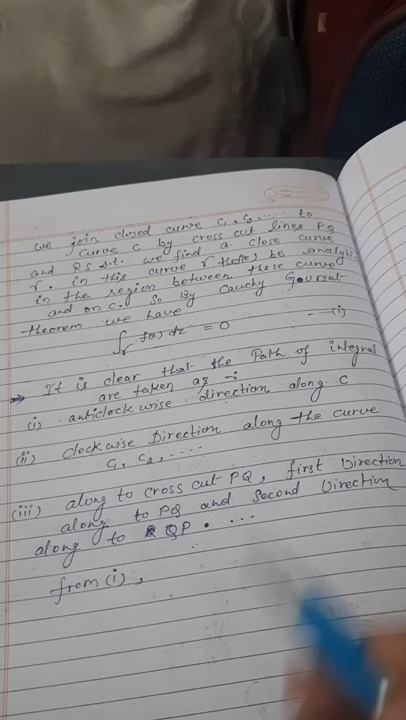 we join closed curve C₁, C₂, .... to
curve C by cross cut lines PQ
and RS s.t. we find a close curve
r. in this curve r the f(z) be analytic
in the region between these curve
and on C. So By Cauchy Goursat
theorem we have
∫r f(z) dz = 0 --- (i)
It is clear that the Path of integral
are taken as -:
(i) anticlockwise direction along C
(ii) clockwise Direction along the curve
C₁, C₂, ....
(iii) along to cross cut PQ, first Direction
along to PQ and second Direction
along to QP. ...
from (i),